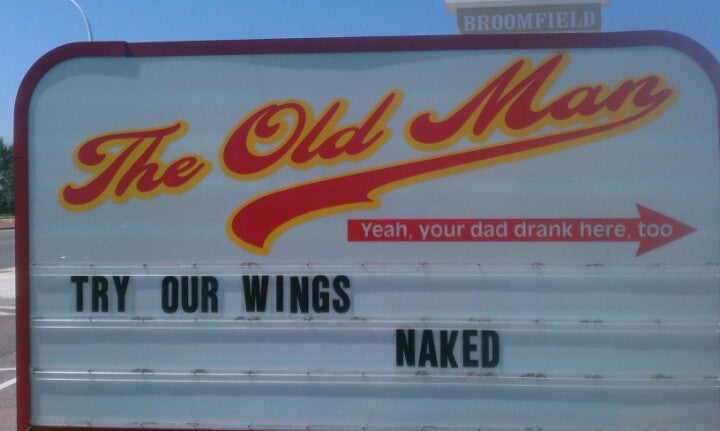 BROOMFIELD
The Old Man
Yeah, your dad drank here, too
TRY OUR WINGS
NAKED